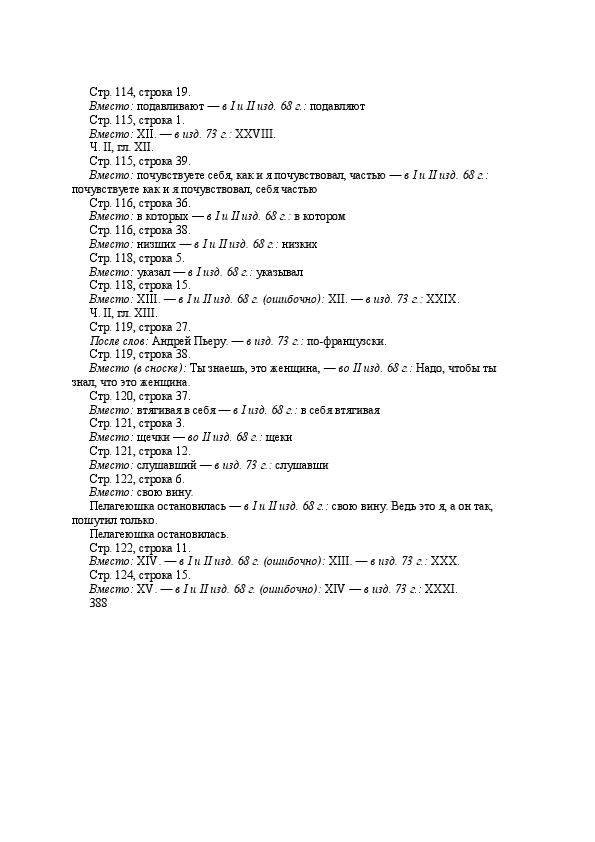 Стр. 114, строка 19.
Вместо: подавливают — в I и II изд. 68 г.: подавляют
Стр. 115, строка 1.
Вместо: XII. — в изд. 73 г.: XXVIII.
Ч. II, гл. XII.
Стр. 115, строка 39.
Вместо: почувствуете себя, как и я почувствовал, частью — в I и II изд. 68 г.:
почувствуете как и я почувствовал, себя частью
Стр. 116, строка 36.
Вместо: в которых — в I и II изд. 68 г.: в котором
Стр. 116, строка 38.
Вместо: низших — в I и II изд. 68 г.: низких
Стр. 118, строка 5.
Вместо: указал — в I изд. 68 г.: указывал
Стр. 118, строка 15.
Вместо: XIII. — в I и II изд. 68 г. (ошибочно): XII. — в изд. 73 г.: XXIX.
Ч. II, гл. XIII.
Стр. 119, строка 27.
После слов: Андрей Пьеру. — в изд. 73 г.: по-французски.
Стр. 119, строка 38.
Вместо (в сноске): Ты знаешь, это женщина, — во II изд. 68 г.: Надо, чтобы ты
знал, что это женщина.
Стр. 120, строка 37.
Вместо: втягивая в себя — в I изд. 68 г.: в себя втягивая
Стр. 121, строка 3.
Вместо: щечки — во II изд. 68 г.: щеки
Стр. 121, строка 12.
Вместо: слушавший — в изд. 73 г.: слушавши
Стр. 122, строка 6.
Вместо: свою вину.
Пелагеюшка остановилась — в I и II изд. 68 г.: свою вину. Ведь это я, а он так,
пошутил только.
Пелагеюшка остановилась.
Стр. 122, строка 11.
Вместо: XIV. — в I и II изд. 68 г. (ошибочно): XIII. — в изд. 73 г.: XXX.
Стр. 124, строка 15.
Вместо: XV. — в I и II изд. 68 г. (ошибочно): XIV — в изд. 73 г.: XXXI.
388